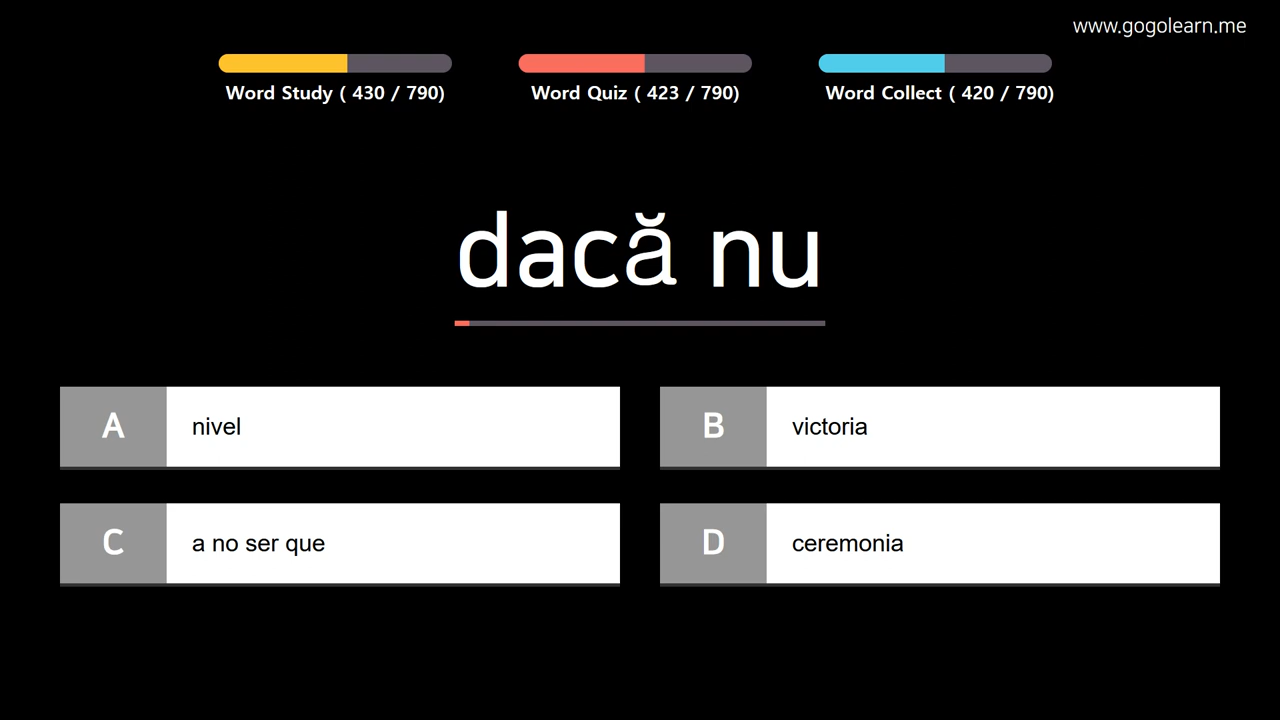 www.gogolearn.me
Word Study ( 430 / 790)
Word Quiz ( 423 / 790)
Word Collect ( 420 / 790)
dacă nu
A nivel
B victoria
C a no ser que
D ceremonia